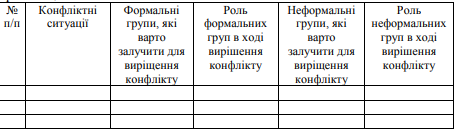 № п/п
Конфліктні ситуації
Формальні групи, які варто залучити для виріщення конфлікту
Роль формальних груп в ході вирішення конфлікту
Неформальні групи, які варто залучити для вирішення конфлікту
Роль неформальних груп в ході вирішення конфлікту